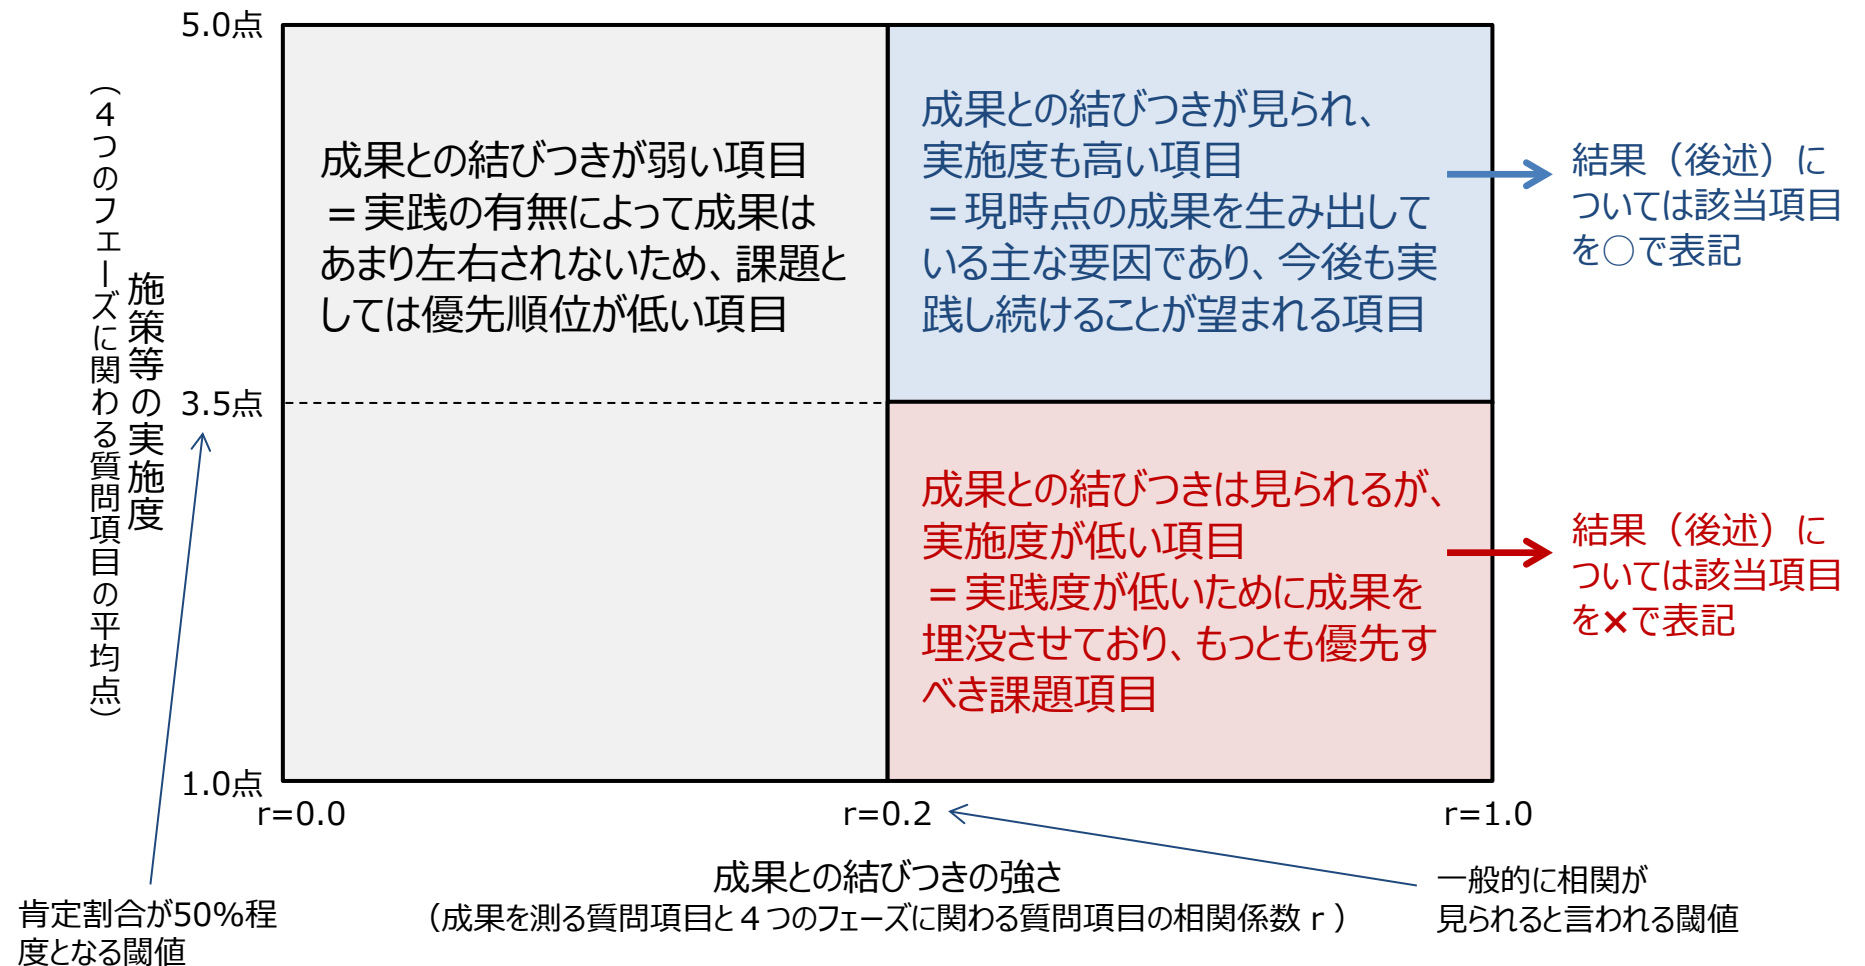 5.0点
3.5点
1.0点
施策等の実施度
（４つのフェーズに関わる質問項目の平均点）
成果との結びつきが弱い項目
＝実践の有無によって成果は
あまり左右されないため、課題と
しては優先順位が低い項目
成果との結びつきが見られ、
実施度も高い項目
＝現時点の成果を生み出して
いる主な要因であり、今後も実
践し続けることが望まれる項目
結果（後述）に
ついては該当項目
を○で表記
成果との結びつきは見られるが、
実施度が低い項目
＝実践度が低いために成果を
埋没させており、もっとも優先す
べき課題項目
結果（後述）に
ついては該当項目
を×で表記
r=0.0
r=0.2
r=1.0
成果との結びつきの強さ
（成果を測る質問項目と４つのフェーズに関わる質問項目の相関係数ｒ）
肯定割合が50%程
度となる閾値
一般的に相関が
見られると言われる閾値